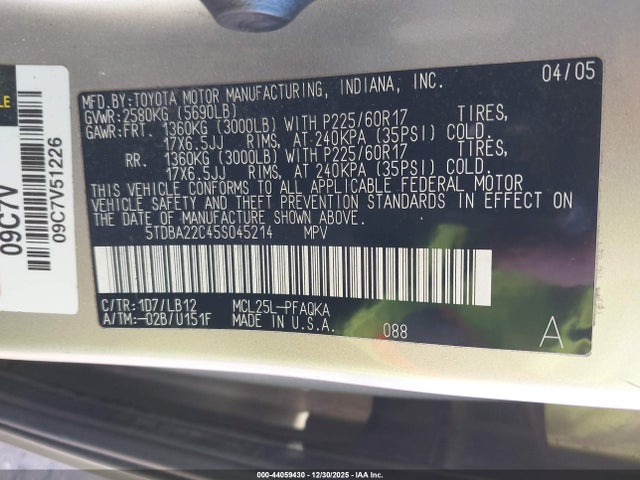 LE
09C7V
09C7V51226
MFD.BY:TOYOTA MOTOR MANUFACTURING, INDIANA, INC. 04/05
GVWR:2580KG (5690LB)
GAWR:FRT. 1360KG (3000LB) WITH P225/60R17 TIRES,
17X6.5JJ RIMS, AT 240KPA (35PSI) COLD.
RR. 1360KG (3000LB) WITH P225/60R17 TIRES,
17X6.5JJ RIMS, AT 240KPA (35PSI) COLD.
THIS VEHICLE CONFORMS TO ALL APPLICABLE FEDERAL MOTOR
VEHICLE SAFETY AND THEFT PREVENTION STANDARDS IN EFFECT ON
THE DATE OF MANUFACTURE SHOWN ABOVE.
5TDBA22C45S045214 MPV
C/TR:1D7/LB12 MCL25L-PFAQKA
A/TM:-02B/U151F MADE IN U.S.A. 088 A
000-44059430 - 12/30/2025 - IAA Inc.